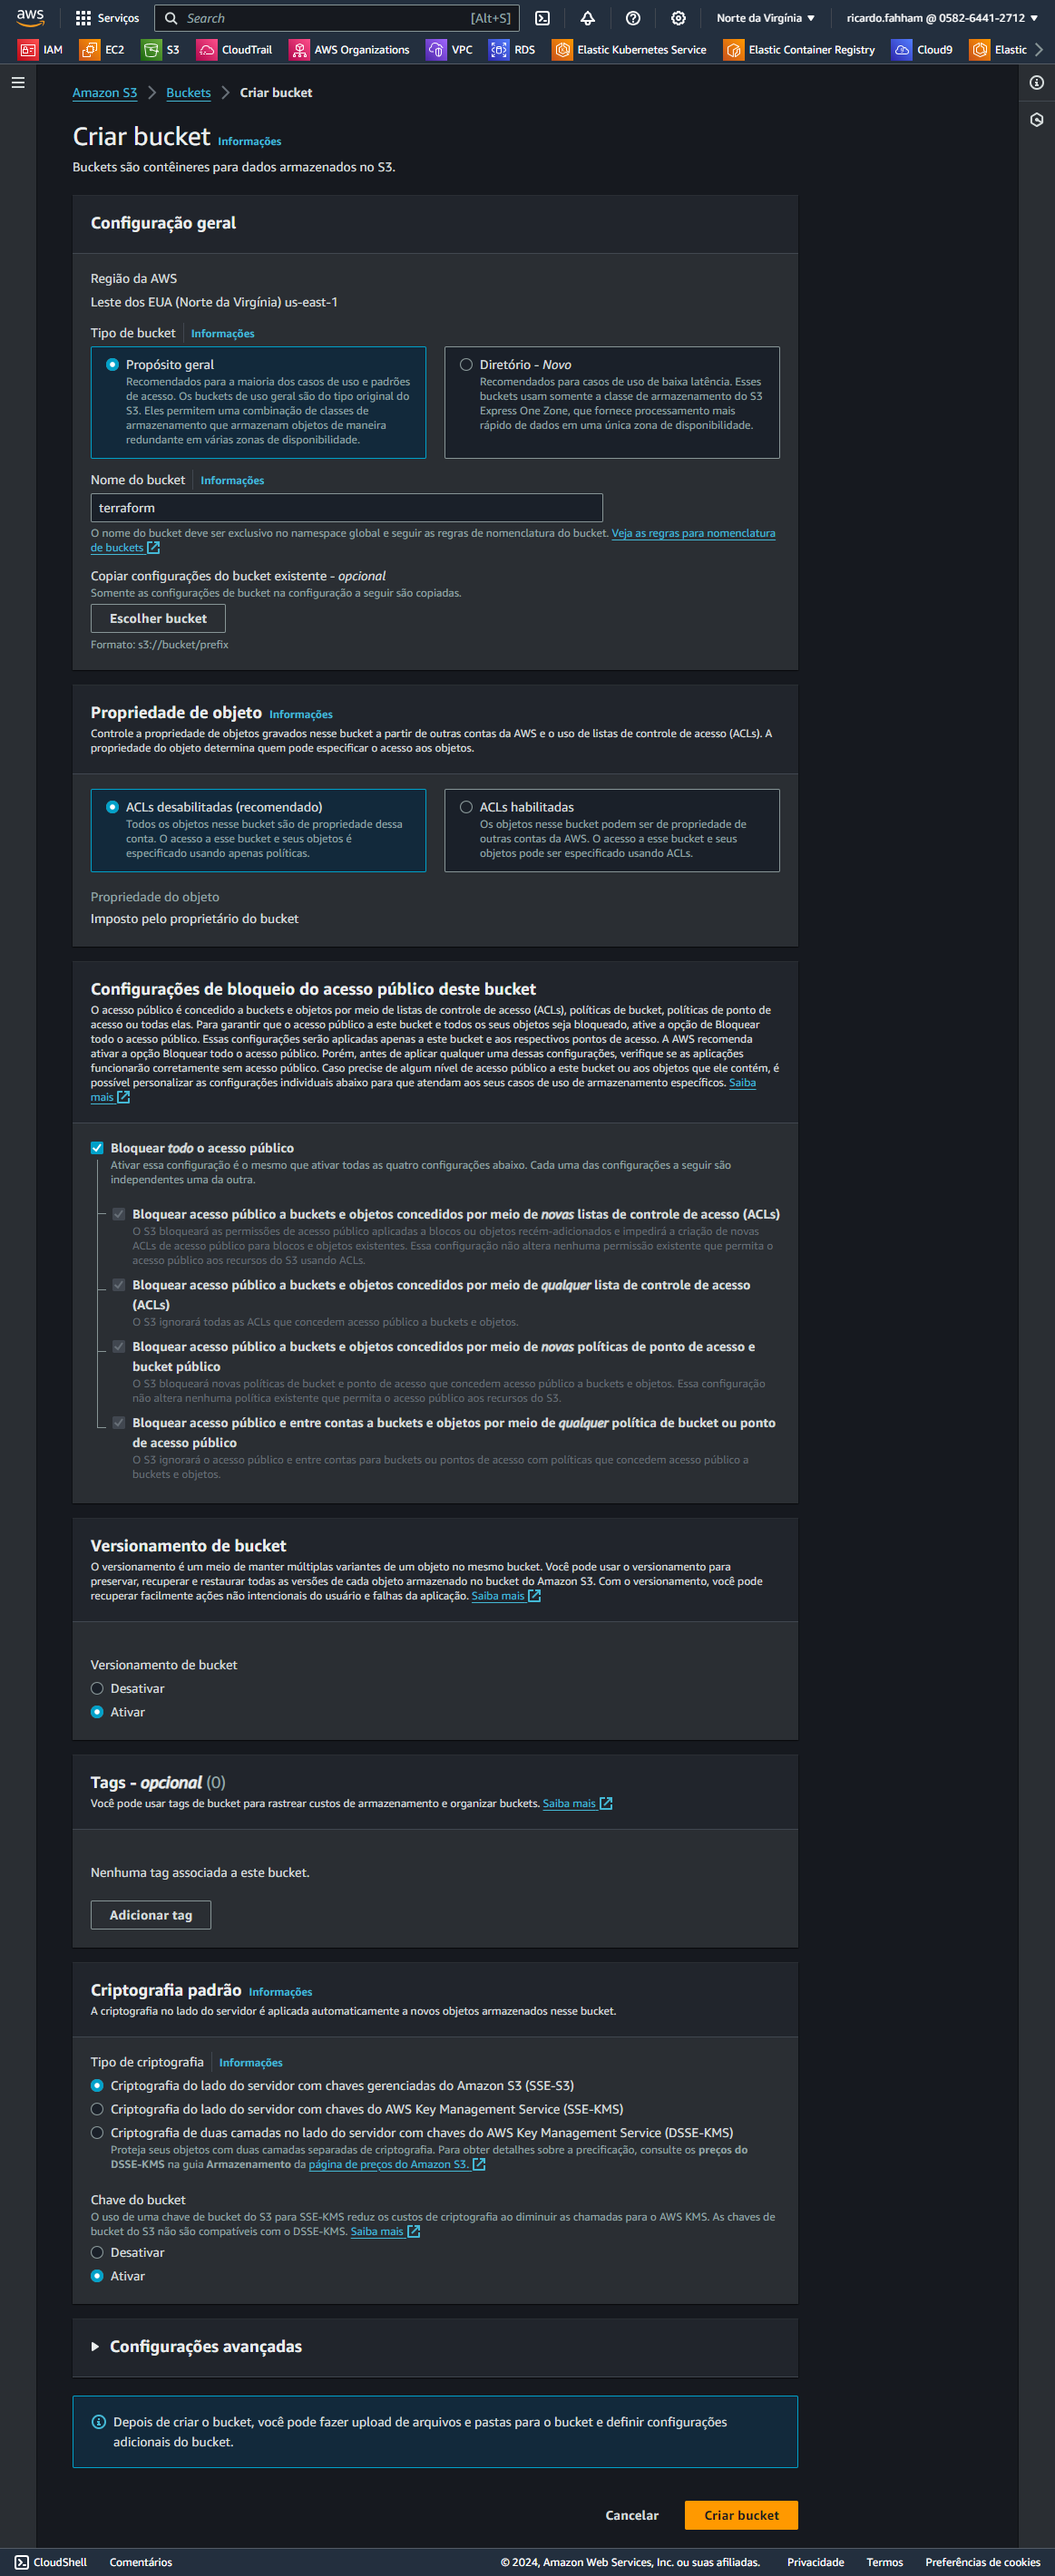 aws
Serviços
Search
[Alt+S]
Norte da Virgínia
ricardo.fahham @ 0582-6441-2712
IAM
EC2
S3
CloudTrail
AWS Organizations
VPC
RDS
Elastic Kubernetes Service
Elastic Container Registry
Cloud9
Elastic
Amazon S3
Buckets
Criar bucket
Criar bucket Informações
Buckets são contêineres para dados armazenados no S3.
Configuração geral
Região da AWS
Leste dos EUA (Norte da Virgínia) us-east-1
Tipo de bucket Informações
Propósito geral
Recomendados para a maioria dos casos de uso e padrões
de acesso. Os buckets de uso geral são do tipo original do
S3. Eles permitem uma combinação de classes de
armazenamento que armazenam objetos de maneira
redundante em várias zonas de disponibilidade.
Diretório - Novo
Recomendados para casos de uso de baixa latência. Esses
buckets usam somente a classe de armazenamento do S3
Express One Zone, que fornece processamento mais
rápido de dados em uma única zona de disponibilidade.
Nome do bucket Informações
terraform
O nome do bucket deve ser exclusivo no namespace global e seguir as regras de nomenclatura do bucket. Veja as regras para nomenclatura
de buckets
Copiar configurações do bucket existente - opcional
Somente as configurações de bucket na configuração a seguir são copiadas.
Escolher bucket
Formato: s3://bucket/prefix
Propriedade de objeto Informações
Controle a propriedade de objetos gravados nesse bucket a partir de outras contas da AWS e o uso de listas de controle de acesso (ACLs). A
propriedade do objeto determina quem pode especificar o acesso aos objetos.
ACLs desabilitadas (recomendado)
Todos os objetos nesse bucket são de propriedade dessa
conta. O acesso a esse bucket e seus objetos é
especificado usando apenas políticas.
ACLs habilitadas
Os objetos nesse bucket podem ser de propriedade de
outras contas da AWS. O acesso a esse bucket e seus
objetos pode ser especificado usando ACLs.
Propriedade do objeto
Imposto pelo proprietário do bucket
Configurações de bloqueio do acesso público deste bucket
O acesso público é concedido a buckets e objetos por meio de listas de controle de acesso (ACLs), políticas de bucket, políticas de ponto de
acesso ou todas elas. Para garantir que o acesso público a este bucket e todos os seus objetos seja bloqueado, ative a opção de Bloquear
todo o acesso público. Essas configurações serão aplicadas apenas a este bucket e aos respectivos pontos de acesso. A AWS recomenda
ativar a opção Bloquear todo o acesso público. Porém, antes de aplicar qualquer uma dessas configurações, verifique se as aplicações
funcionarão corretamente sem acesso público. Caso precise de algum nível de acesso público a este bucket ou aos objetos que ele contém, é
possível personalizar as configurações individuais abaixo para que atendam aos seus casos de uso de armazenamento específicos. Saiba
mais
Bloquear todo o acesso público
Ativar essa configuração é o mesmo que ativar todas as quatro configurações abaixo. Cada uma das configurações a seguir são
independentes uma da outra.
Bloquear acesso público a buckets e objetos concedidos por meio de novas listas de controle de acesso (ACLs)
O S3 bloqueará as permissões de acesso público aplicadas a blocos ou objetos recém-adicionados e impedirá a criação de novas
ACLs de acesso público para blocos e objetos existentes. Essa configuração não altera nenhuma permissão existente que permita o
acesso público aos recursos do S3 usando ACLs.
Bloquear acesso público a buckets e objetos concedidos por meio de qualquer lista de controle de acesso
(ACLs)
O S3 ignorará todas as ACLs que concedem acesso público a buckets e objetos.
Bloquear acesso público a buckets e objetos concedidos por meio de novas políticas de ponto de acesso e
bucket público
O S3 bloqueará novas políticas de bucket e ponto de acesso que concedem acesso público a buckets e objetos. Essa configuração
não altera nenhuma política existente que permita o acesso público aos recursos do S3.
Bloquear acesso público e entre contas a buckets e objetos por meio de qualquer política de bucket ou ponto
de acesso público
O S3 ignorará o acesso público e entre contas para buckets ou pontos de acesso com políticas que concedem acesso público a
buckets e objetos.
Versionamento de bucket
O versionamento é um meio de manter múltiplas variantes de um objeto no mesmo bucket. Você pode usar o versionamento para
preservar, recuperar e restaurar todas as versões de cada objeto armazenado no bucket do Amazon S3. Com o versionamento, você pode
recuperar facilmente ações não intencionais do usuário e falhas da aplicação. Saiba mais
Versionamento de bucket
Desativar
Ativar
Tags - opcional (0)
Você pode usar tags de bucket para rastrear custos de armazenamento e organizar buckets. Saiba mais
Nenhuma tag associada a este bucket.
Adicionar tag
Criptografia padrão Informações
A criptografia no lado do servidor é aplicada automaticamente a novos objetos armazenados nesse bucket.
Tipo de criptografia Informações
Criptografia do lado do servidor com chaves gerenciadas do Amazon S3 (SSE-S3)
Criptografia do lado do servidor com chaves do AWS Key Management Service (SSE-KMS)
Criptografia de duas camadas no lado do servidor com chaves do AWS Key Management Service (DSSE-KMS)
Proteja seus objetos com duas camadas separadas de criptografia. Para obter detalhes sobre a precificação, consulte os preços do
DSSE-KMS na guia Armazenamento da página de preços do Amazon S3.
Chave do bucket
O uso de uma chave de bucket do S3 para SSE-KMS reduz os custos de criptografia ao diminuir as chamadas para o AWS KMS. As chaves de
bucket do S3 não são compatíveis com o DSSE-KMS. Saiba mais
Desativar
Ativar
Configurações avançadas
Depois de criar o bucket, você pode fazer upload de arquivos e pastas para o bucket e definir configurações
adicionais do bucket.
Cancelar
Criar bucket
CloudShell
Comentários
© 2024, Amazon Web Services, Inc. ou suas afiliadas.
Privacidade
Termos
Preferências de cookies